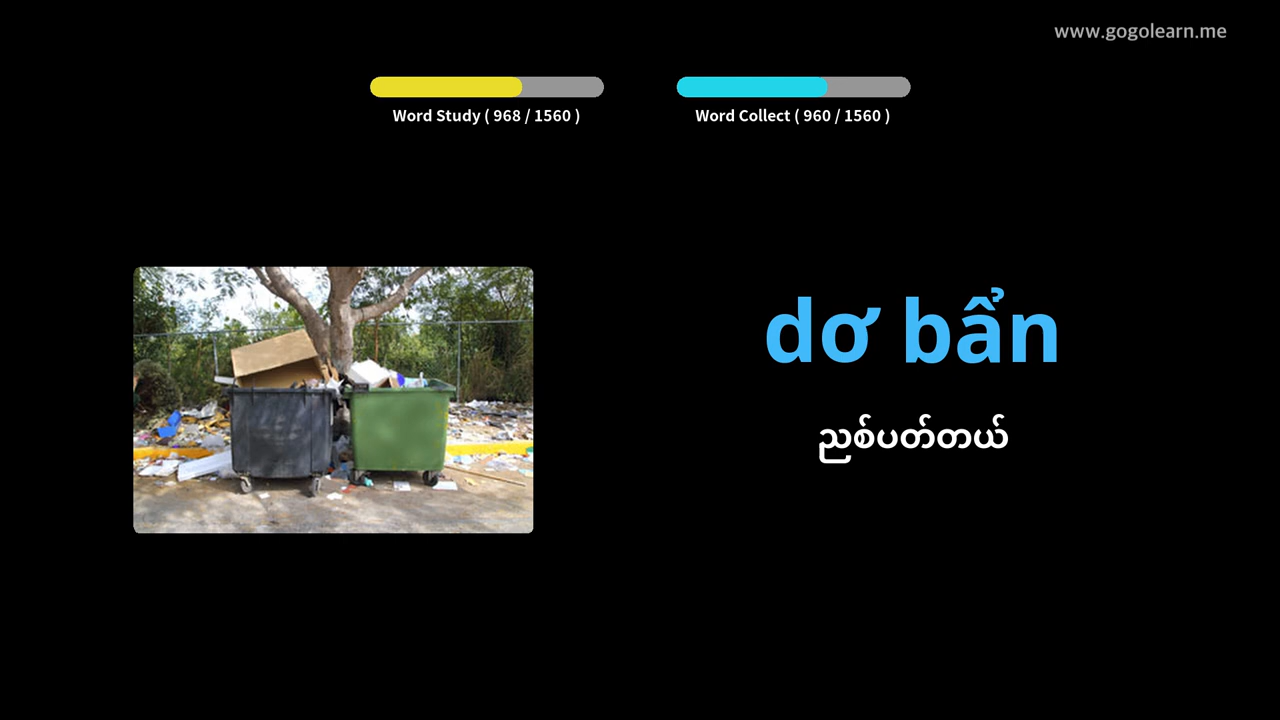 www.gogolearn.me
Word Study ( 968 / 1560 )
Word Collect ( 960 / 1560 )
dơ bẩn
ညစ်ပတ်တယ်